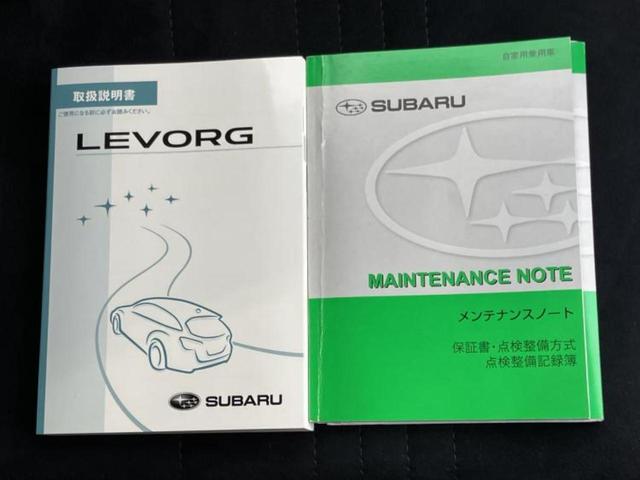 取扱説明書
ご使用になる前に必ずお読みください。
LEVORG
SUBARU
自家用乗用車
SUBARU
MAINTENANCE NOTE
メンテナンスノート
保証書・点検整備方式
点検整備記録簿